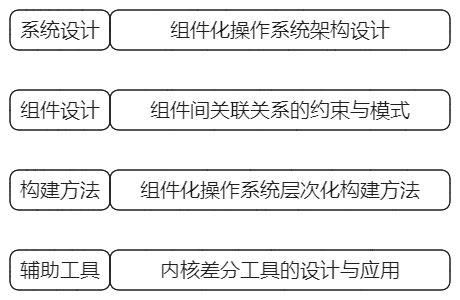 系统设计 组件化操作系统架构设计
组件设计 组件间关联关系的约束与模式
构建方法 组件化操作系统层次化构建方法
辅助工具 内核差分工具的设计与应用